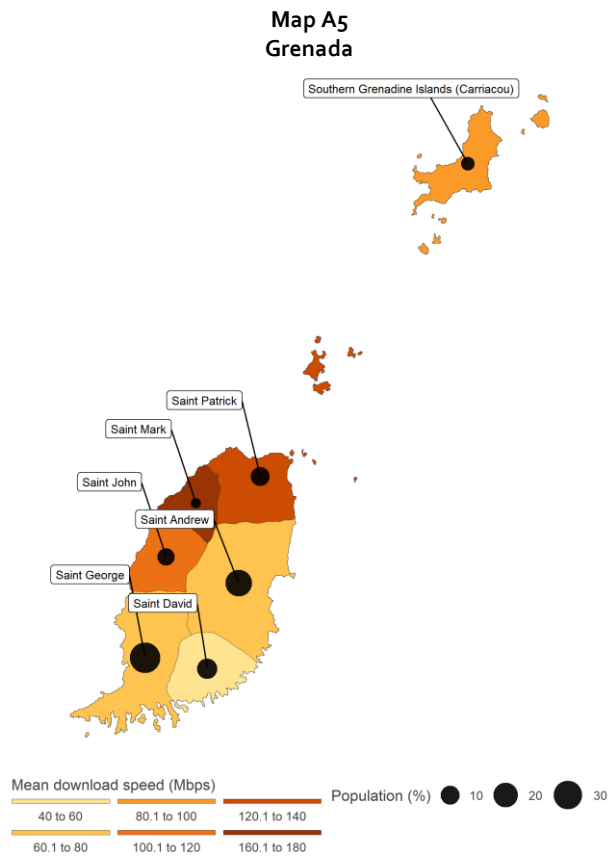 Map A5
Grenada
Southern Grenadine Islands (Carriacou)
Saint Patrick
Saint Mark
Saint John
Saint Andrew
Saint George
Saint David
Mean download speed (Mbps)
40 to 60 80.1 to 100 120.1 to 140
60.1 to 80 100.1 to 120 160.1 to 180
Population (%) 10 20 30